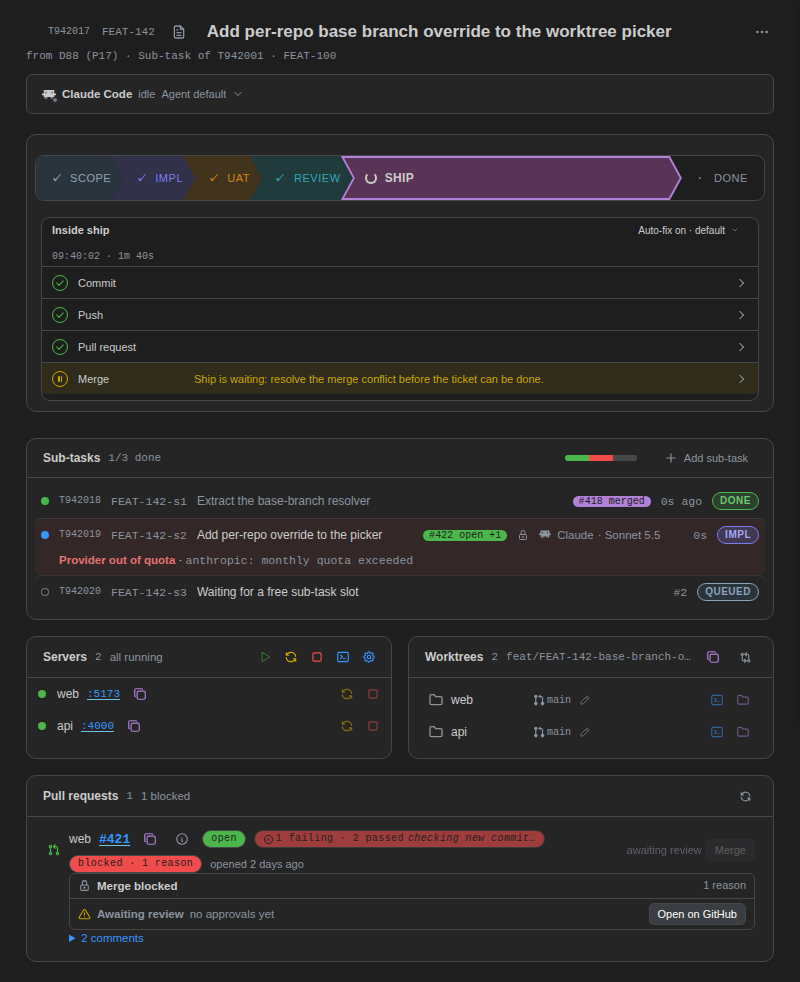 T942017 FEAT-142 Add per-repo base branch override to the worktree picker
from D88 (P17) · Sub-task of T942001 · FEAT-100
Claude Code idle Agent default
SCOPE IMPL UAT REVIEW SHIP DONE
Inside ship Auto-fix on · default
09:40:02 · 1m 40s
Commit
Push
Pull request
Merge Ship is waiting: resolve the merge conflict before the ticket can be done.
Sub-tasks 1/3 done Add sub-task
T942018 FEAT-142-s1 Extract the base-branch resolver #418 merged 0s ago DONE
T942019 FEAT-142-s2 Add per-repo override to the picker #422 open +1 Claude · Sonnet 5.5 0s IMPL
Provider out of quota · anthropic: monthly quota exceeded
T942020 FEAT-142-s3 Waiting for a free sub-task slot #2 QUEUED
Servers 2 all running
web :5173
api :4000
Worktrees 2 feat/FEAT-142-base-branch-o…
web main
api main
Pull requests 1 1 blocked
web #421 open 1 failing · 2 passed checking new commit…
blocked · 1 reason opened 2 days ago
awaiting review Merge
Merge blocked 1 reason
Awaiting review no approvals yet Open on GitHub
2 comments